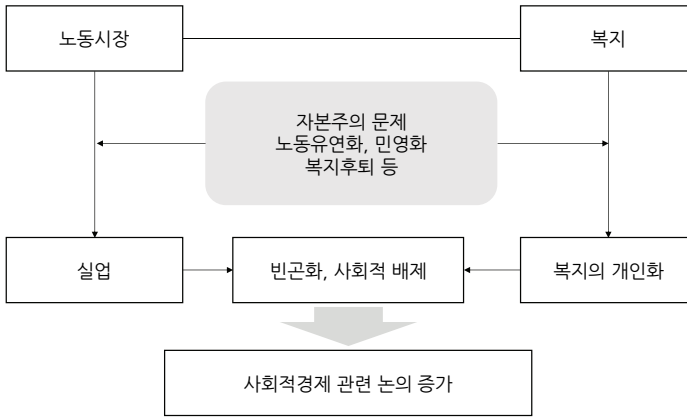 노동시장
복지
자본주의 문제
노동유연화, 민영화
복지후퇴 등
실업
빈곤화, 사회적 배제
복지의 개인화
사회적경제 관련 논의 증가